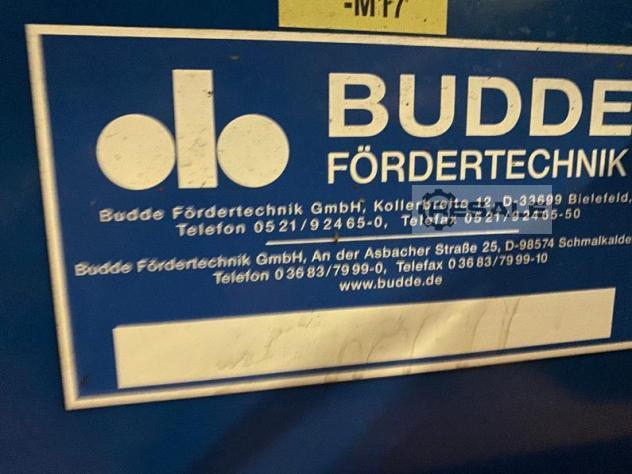 -M17
BUDDE
FÖRDERTECHNIK
Budde Fördertechnik GmbH, Kollerbreite 12, D-33699 Bielefeld,
Telefon 05 21/9 24 65-0, Telefax 05 21/9 24 65-50
Budde Fördertechnik GmbH, An der Asbacher Straße 25, D-98574 Schmalkalde
Telefon 0 36 83/79 99-0, Telefax 0 36 83/79 99-10
www.budde.de